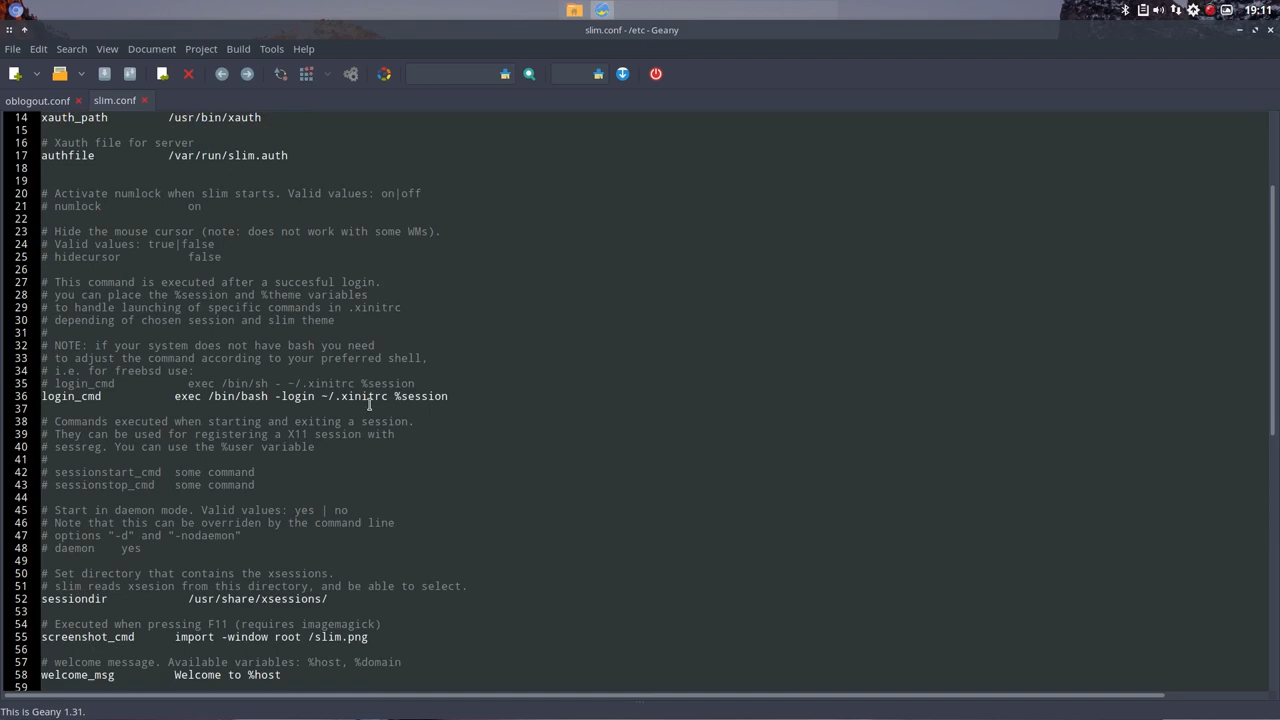 19:11
slim.conf - /etc - Geany
File Edit Search View Document Project Build Tools Help
oblogout.conf slim.conf
14 xauth_path /usr/bin/xauth
15
16 # Xauth file for server
17 authfile /var/run/slim.auth
18
19
20 # Activate numlock when slim starts. Valid values: on|off
21 # numlock on
22
23 # Hide the mouse cursor (note: does not work with some WMs).
24 # Valid values: true|false
25 # hidecursor false
26
27 # This command is executed after a succesful login.
28 # you can place the %session and %theme variables
29 # to handle launching of specific commands in .xinitrc
30 # depending of chosen session and slim theme
31 #
32 # NOTE: if your system does not have bash you need
33 # to adjust the command according to your preferred shell,
34 # i.e. for freebsd use:
35 # login_cmd exec /bin/sh - ~/.xinitrc %session
36 login_cmd exec /bin/bash -login ~/.xinitrc %session
37
38 # Commands executed when starting and exiting a session.
39 # They can be used for registering a X11 session with
40 # sessreg. You can use the %user variable
41 #
42 # sessionstart_cmd some command
43 # sessionstop_cmd some command
44
45 # Start in daemon mode. Valid values: yes | no
46 # Note that this can be overriden by the command line
47 # options "-d" and "-nodaemon"
48 # daemon yes
49
50 # Set directory that contains the xsessions.
51 # slim reads xsesion from this directory, and be able to select.
52 sessiondir /usr/share/xsessions/
53
54 # Executed when pressing F11 (requires imagemagick)
55 screenshot_cmd import -window root /slim.png
56
57 # welcome message. Available variables: %host, %domain
58 welcome_msg Welcome to %host
59
This is Geany 1.31.